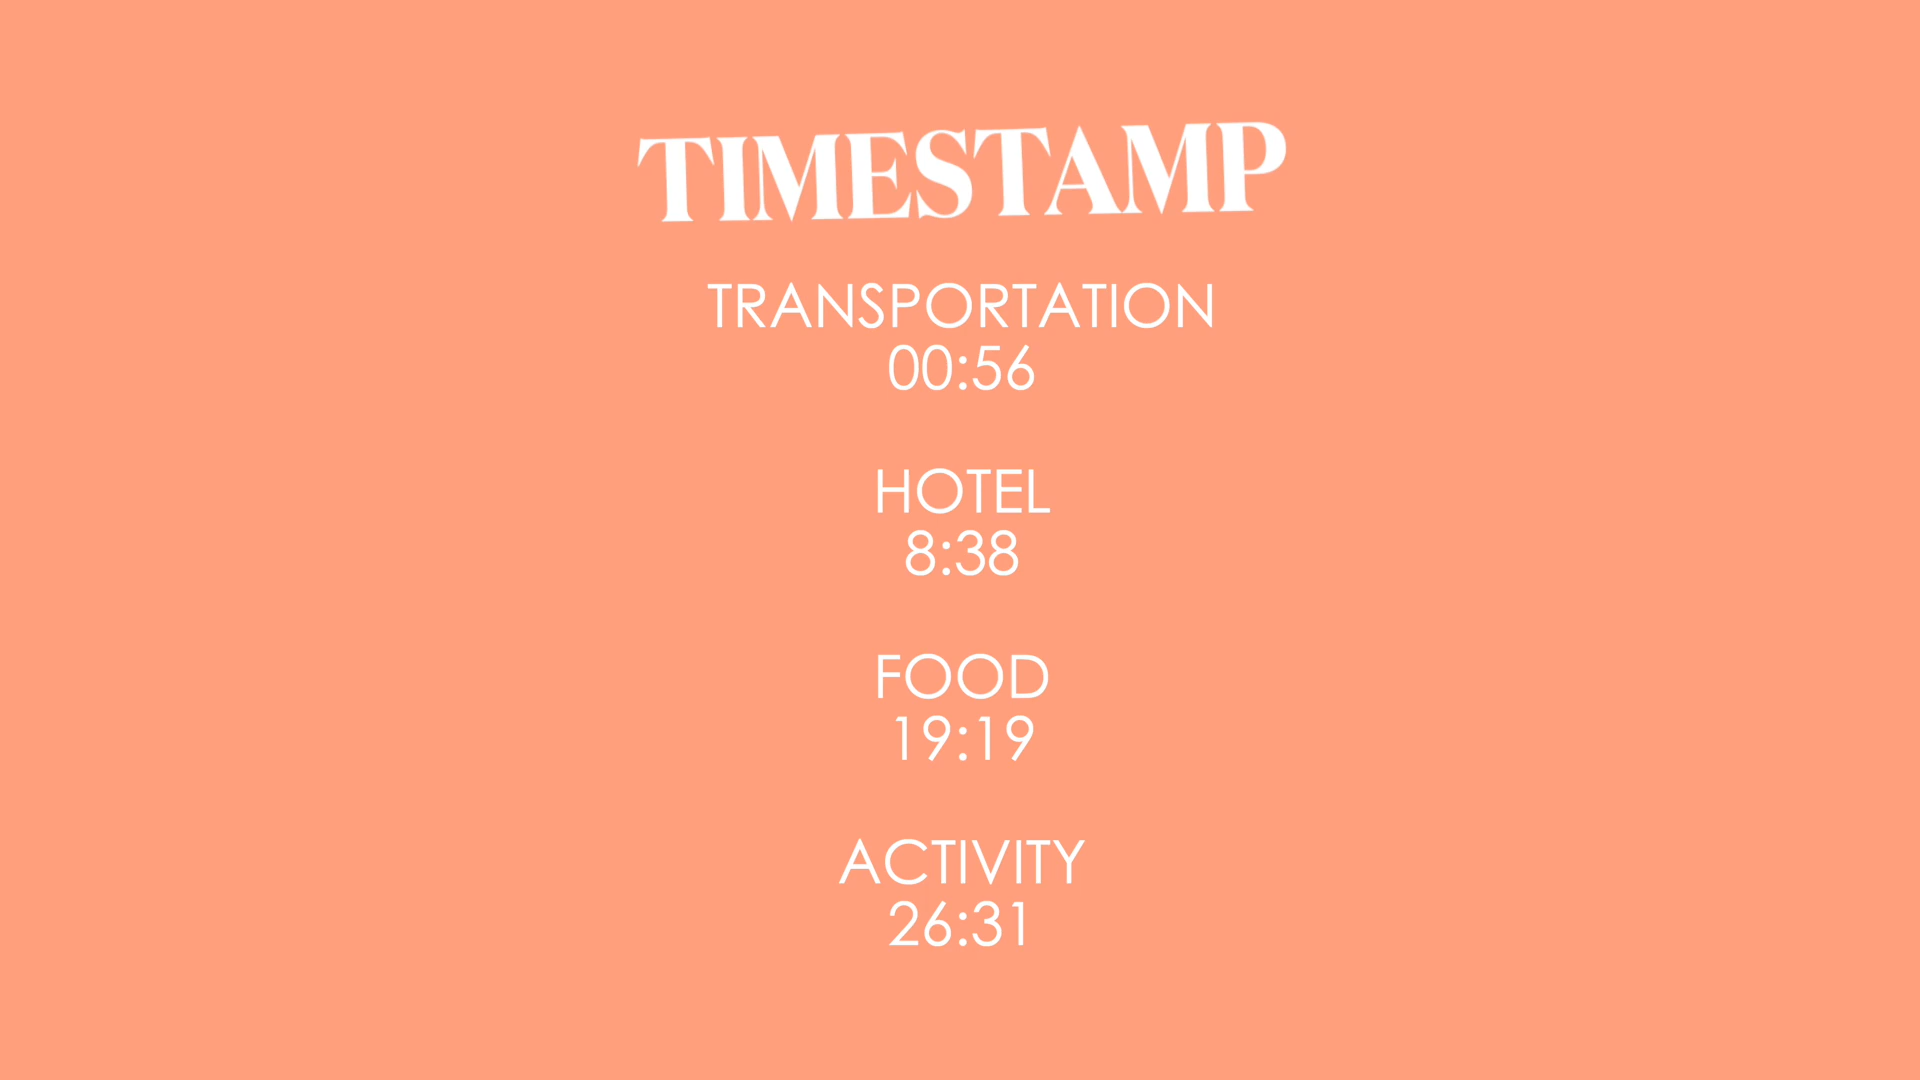 TIMESTAMP
TRANSPORTATION
00:56
HOTEL
8:38
FOOD
19:19
ACTIVITY
26:31